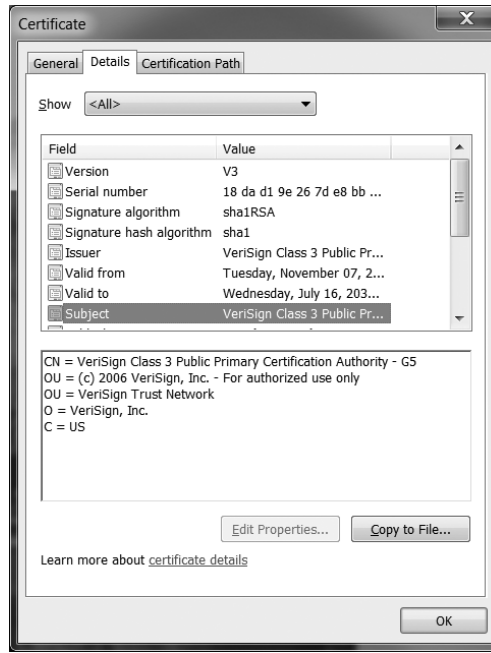 Certificate
General Details Certification Path
Show <All>
Field Value
Version V3
Serial number 18 da d1 9e 26 7d e8 bb ...
Signature algorithm sha1RSA
Signature hash algorithm sha1
Issuer VeriSign Class 3 Public Pr...
Valid from Tuesday, November 07, 2...
Valid to Wednesday, July 16, 203...
Subject VeriSign Class 3 Public Pr...
CN = VeriSign Class 3 Public Primary Certification Authority - G5
OU = (c) 2006 VeriSign, Inc. - For authorized use only
OU = VeriSign Trust Network
O = VeriSign, Inc.
C = US
Edit Properties... Copy to File...
Learn more about certificate details
OK